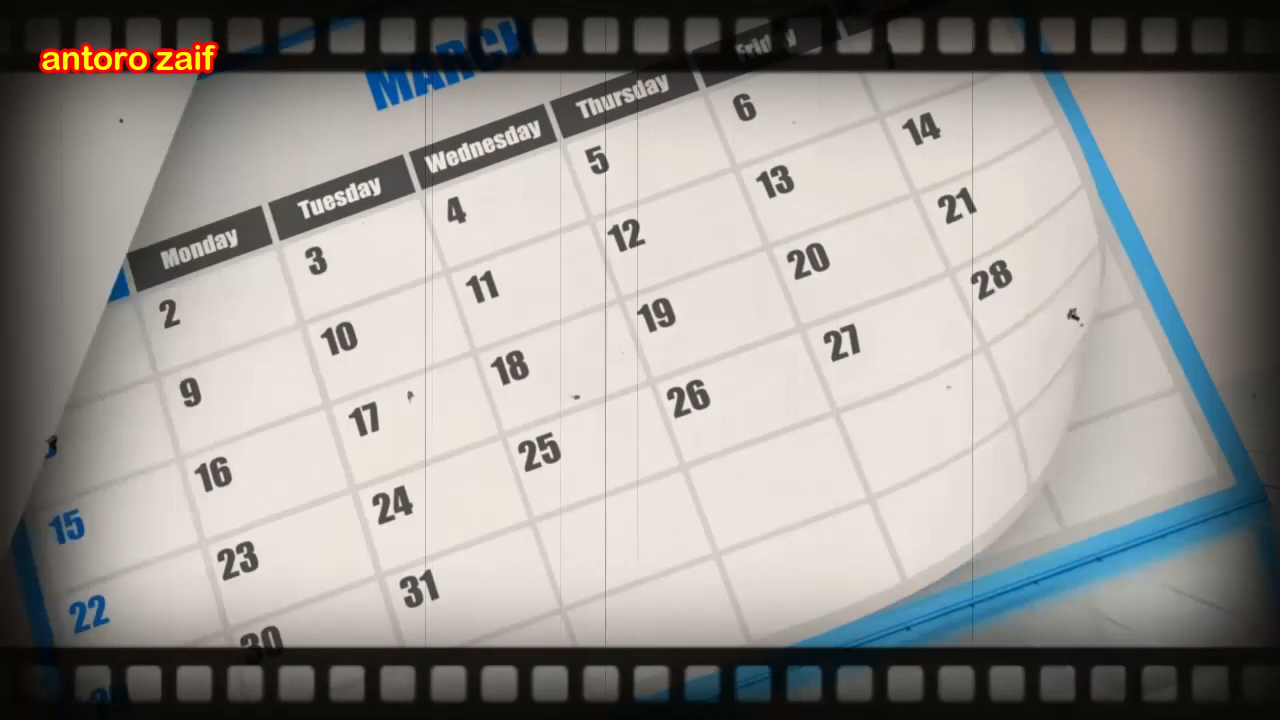 antoro zaif
MARCH
Monday Tuesday Wednesday Thursday Friday
2 3 4 5 6
9 10 11 12 13 14
15 16 17 18 19 20 21
22 23 24 25 26 27 28
30 31